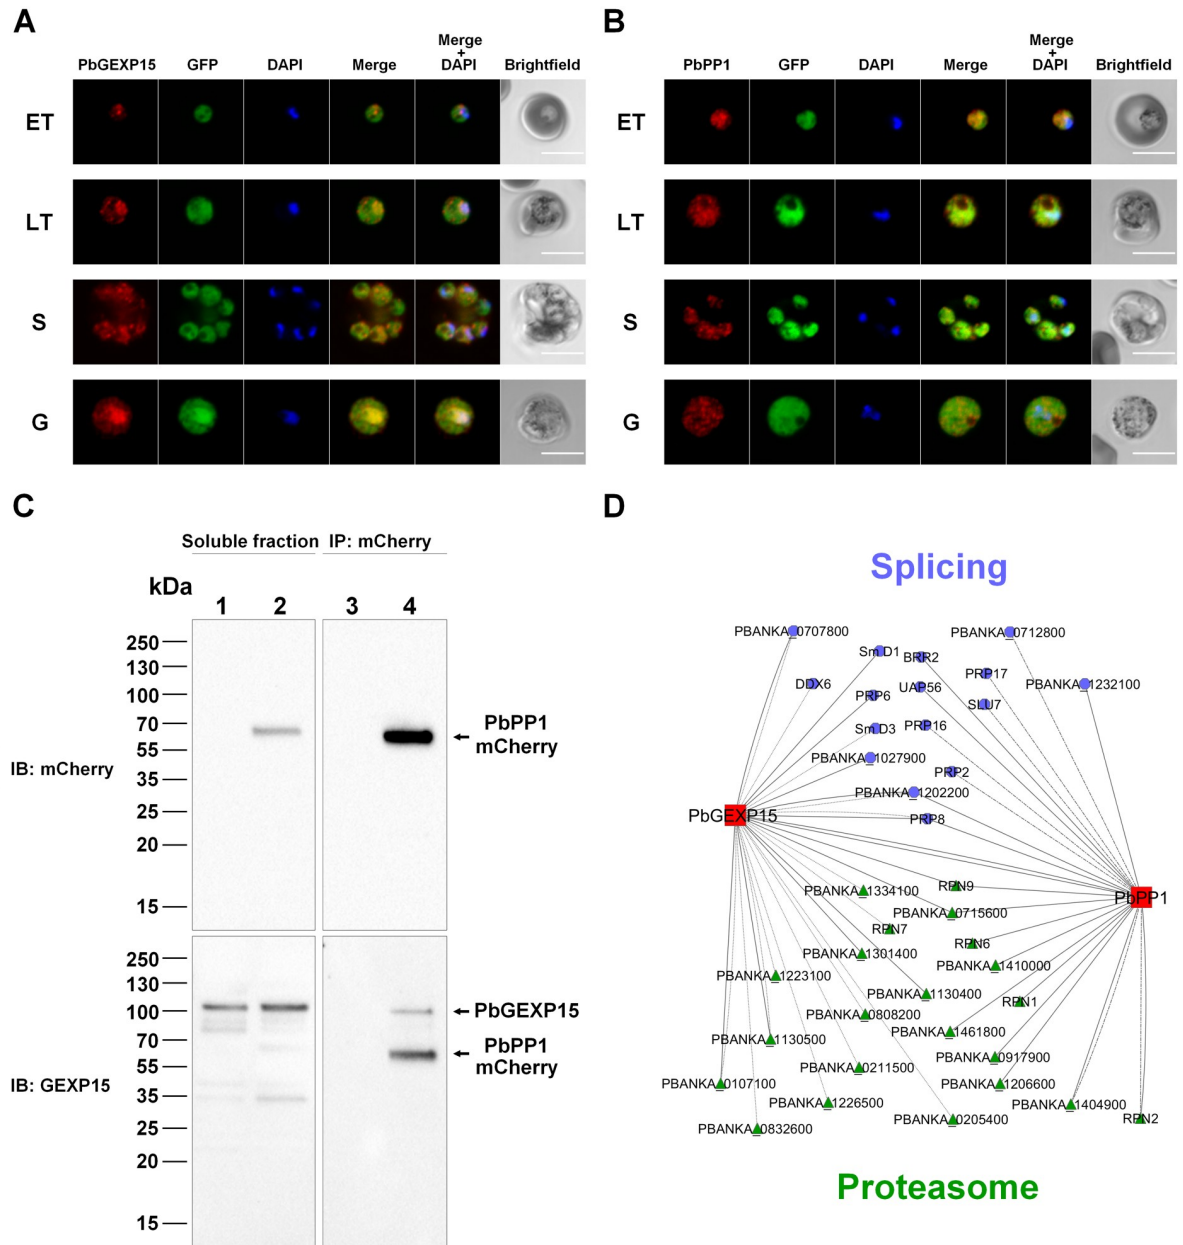 A
PbGEXP15 GFP DAPI Merge Merge + DAPI Brightfield
ET
LT
S
G
B
PbPP1 GFP DAPI Merge Merge + DAPI Brightfield
ET
LT
S
G
C
Soluble fraction IP: mCherry
kDa
1 2 3 4
250
130
100
70
55
35
25
20
15
IB: mCherry
PbPP1
mCherry
250
130
100
70
55
35
25
20
15
IB: GEXP15
PbGEXP15
PbPP1
mCherry
D
Splicing
PBANKA_0707800
PBANKA_0712800
Sm D1
BRR2
PRP17
DDX6
UAP56
PBANKA_1232100
PRP6
SLU7
Sm D3
PRP16
PBANKA_1027900
PRP2
PBANKA_1202200
PbGEXP15
PRP8
PBANKA_1334100
RPN9
PbPP1
PBANKA_0715600
RPN7
RPN6
PBANKA_1301400
PBANKA_1410000
PBANKA_1223100
PBANKA_1130400
RPN1
PBANKA_0808200
PBANKA_1461800
PBANKA_1130500
PBANKA_0917900
PBANKA_0211500
PBANKA_0107100
PBANKA_1206600
PBANKA_1226500
PBANKA_1404900
PBANKA_0205400
RPN2
PBANKA_0832600
Proteasome